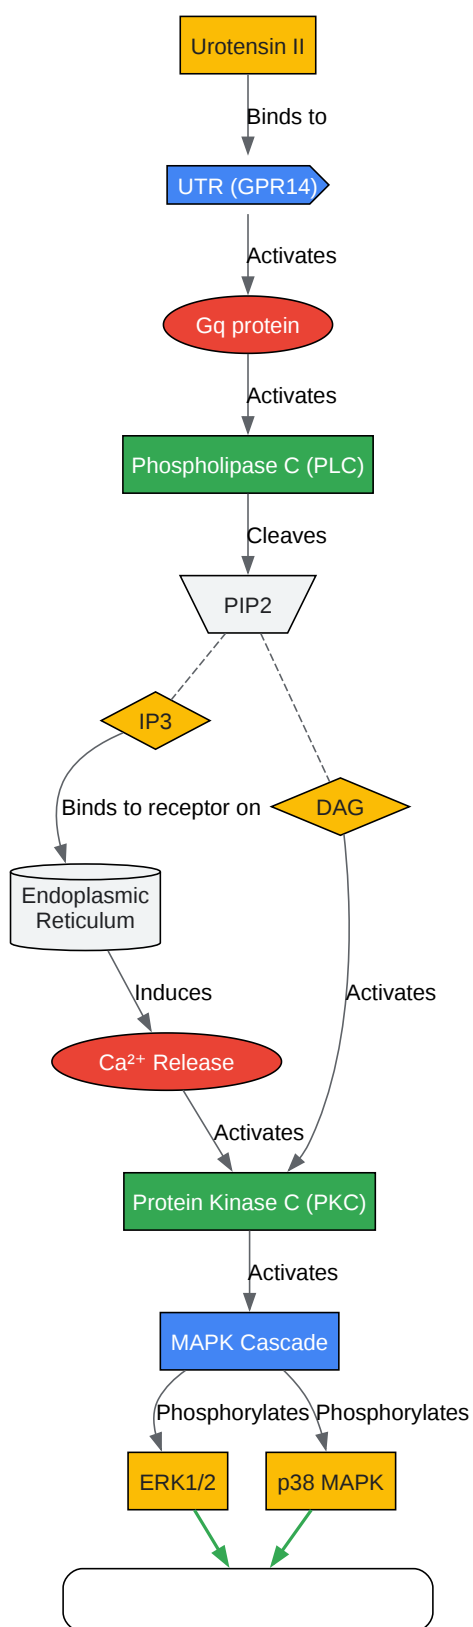 Urotensin II
Binds to
UTR (GPR14)
Activates
Gq protein
Activates
Phospholipase C (PLC)
Cleaves
PIP2
IP3
Binds to receptor on
DAG
Endoplasmic
Reticulum
Induces
Activates
Ca²⁺ Release
Activates
Protein Kinase C (PKC)
Activates
MAPK Cascade
Phosphorylates
Phosphorylates
ERK1/2
p38 MAPK